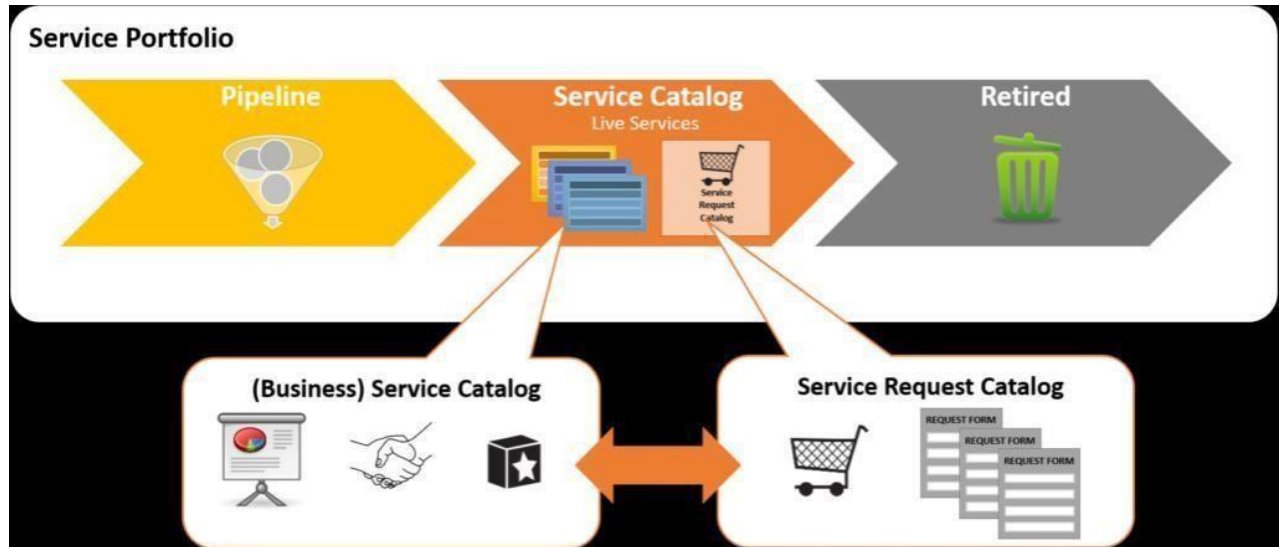 Service Portfolio
Pipeline
Service Catalog
Live Services
Service
Request
Catalog
Retired
(Business) Service Catalog
Service Request Catalog
REQUEST FORM
REQUEST FORM
REQUEST FORM